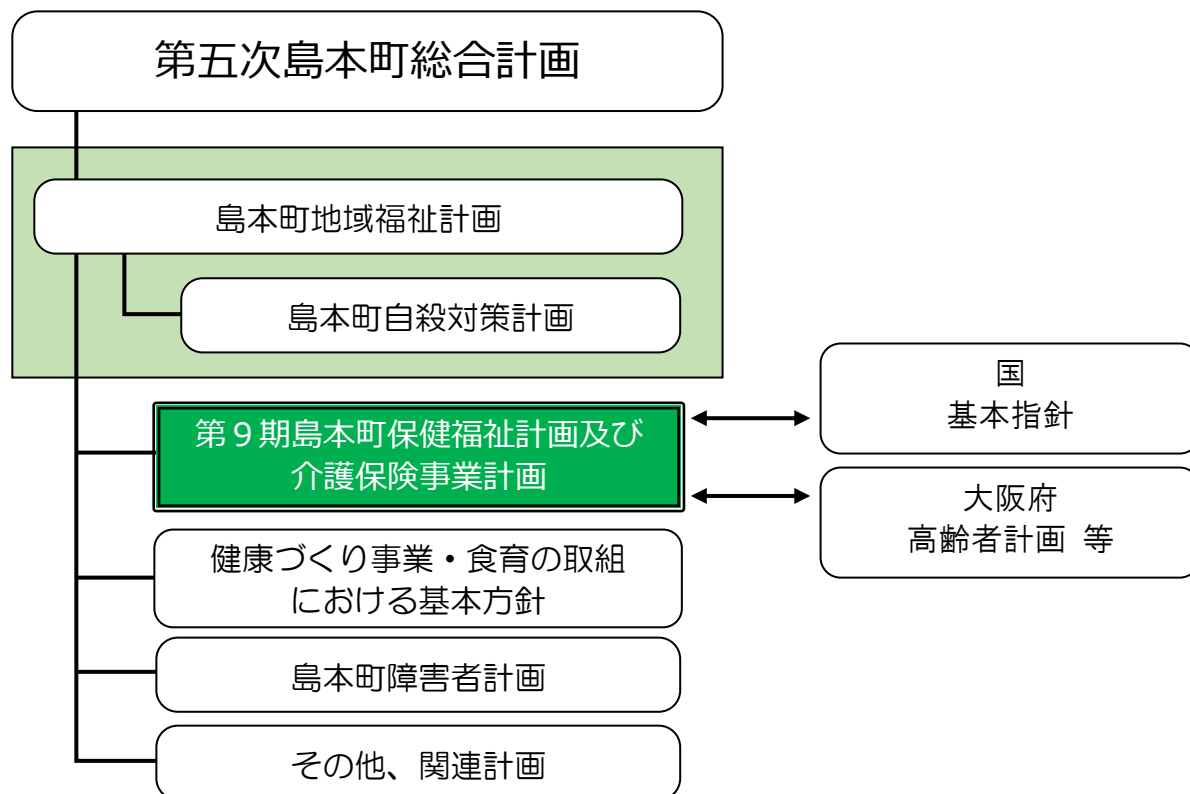 第五次島本町総合計画
島本町地域福祉計画
島本町自殺対策計画
第９期島本町保健福祉計画及び
介護保険事業計画
国
基本指針
大阪府
高齢者計画 等
健康づくり事業・食育の取組
における基本方針
島本町障害者計画
その他、関連計画